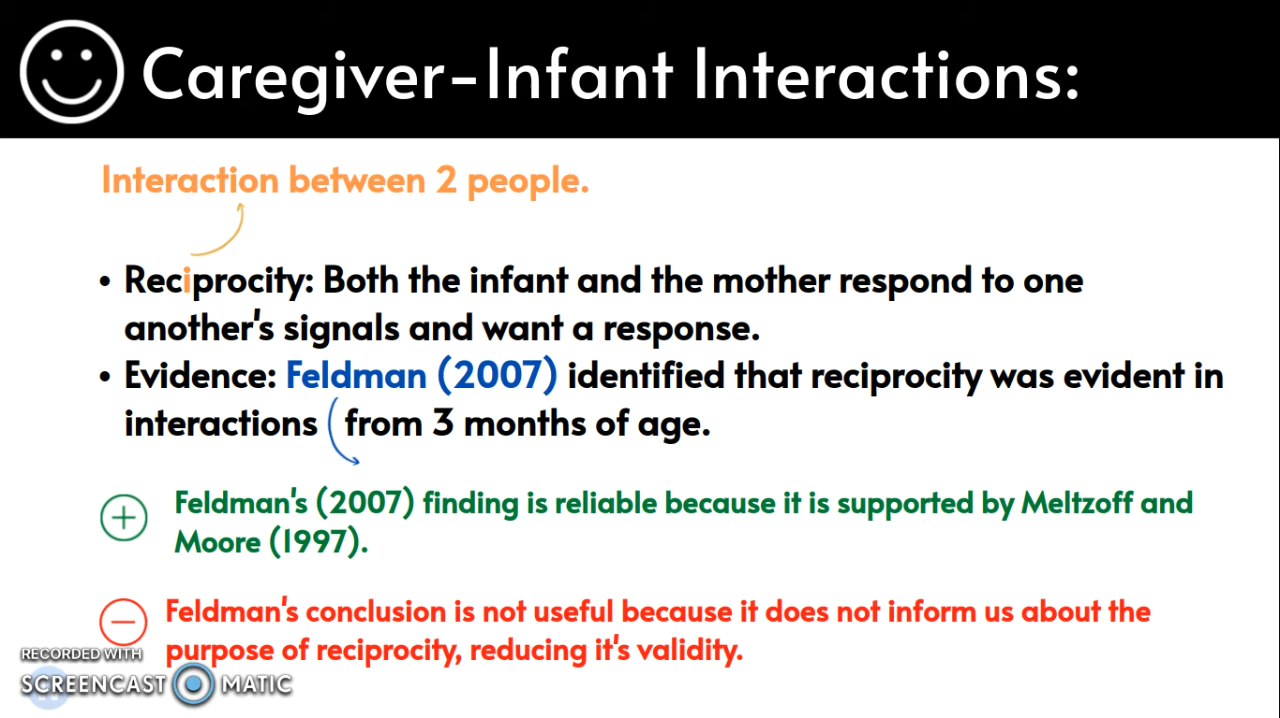 Caregiver-Infant Interactions:
Interaction between 2 people.
• Reciprocity: Both the infant and the mother respond to one
another's signals and want a response.
• Evidence: Feldman (2007) identified that reciprocity was evident in
interactions from 3 months of age.
Feldman's (2007) finding is reliable because it is supported by Meltzoff and
Moore (1997).
Feldman's conclusion is not useful because it does not inform us about the
purpose of reciprocity, reducing it's validity.
RECORDED WITH
SCREENCAST MATIC